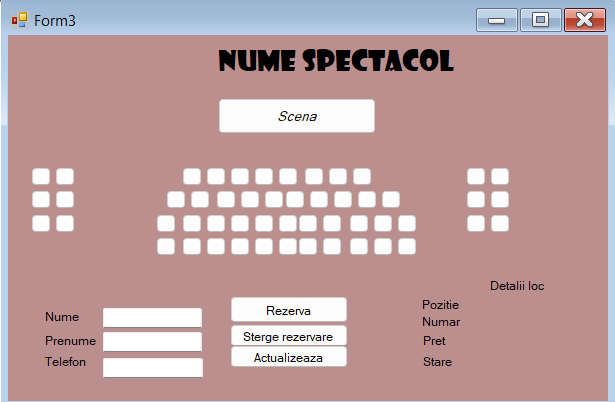 Form3
NUME SPECTACOL
Scena
Detalii loc
Nume
Prenume
Telefon
Rezerva
Sterge rezervare
Actualizeaza
Pozitie
Numar
Pret
Stare